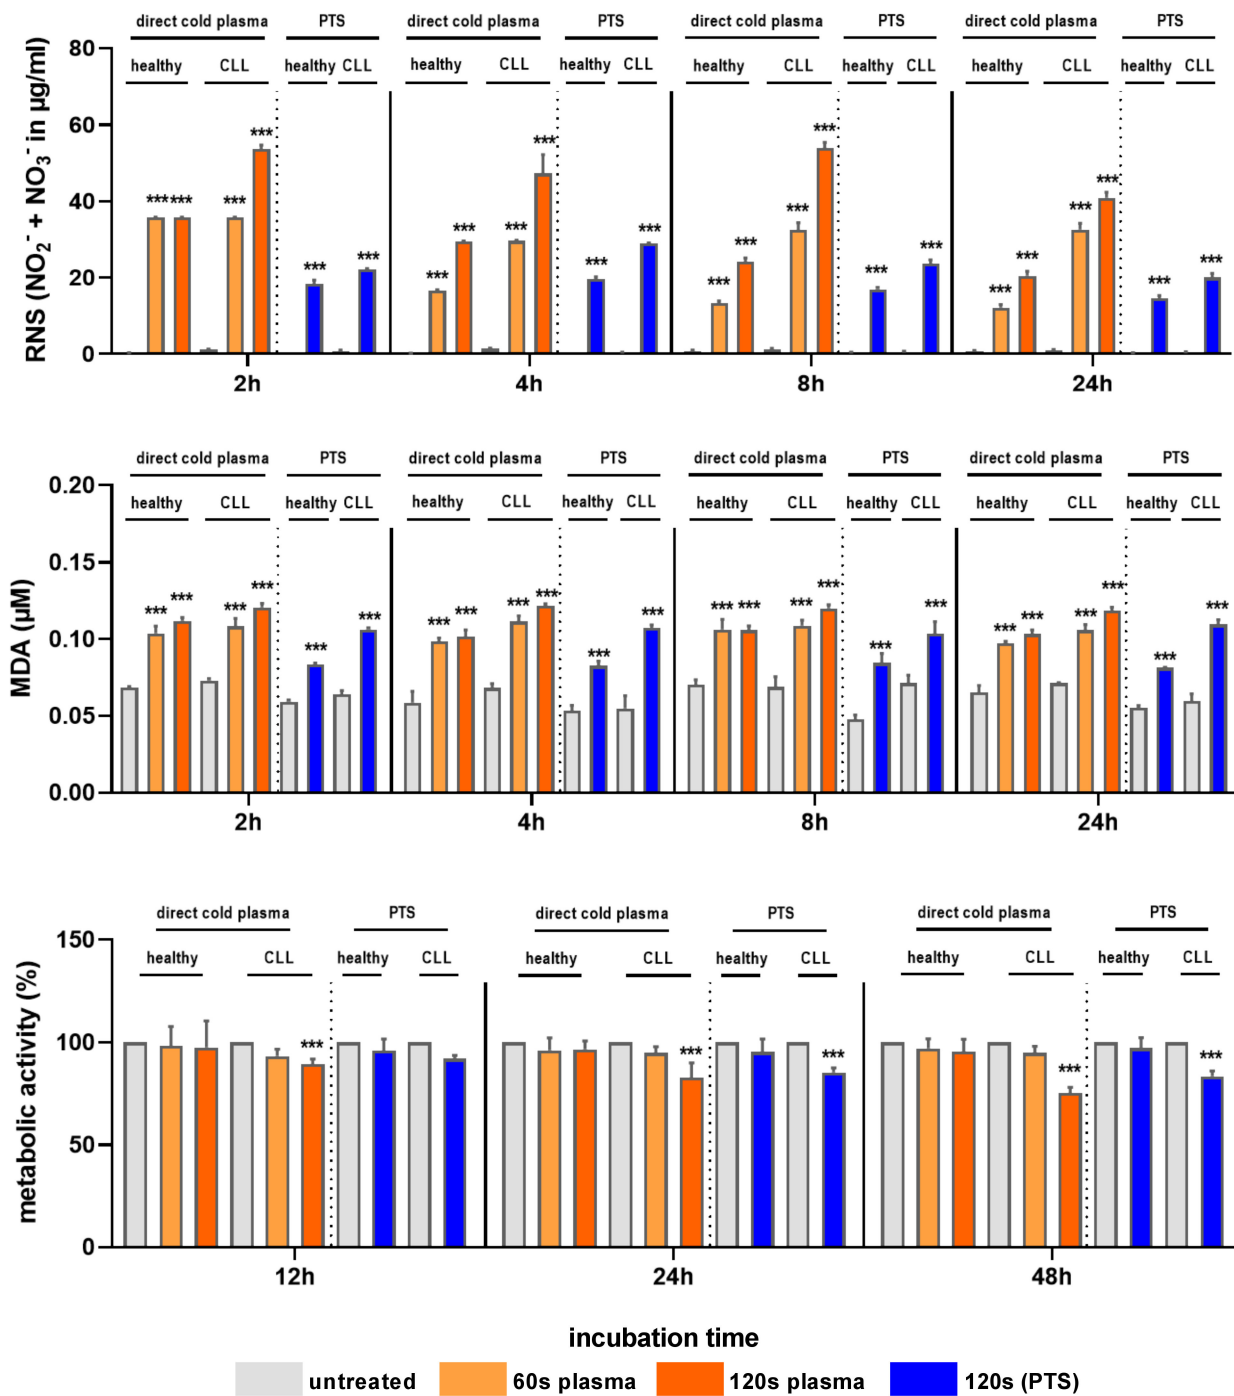 direct cold plasma PTS direct cold plasma PTS direct cold plasma PTS direct cold plasma PTS
healthy CLL healthy CLL healthy CLL healthy CLL healthy CLL healthy CLL healthy CLL healthy CLL
RNS (NO2- + NO3- in µg/ml)
80
60
40
20
0
*** *** *** *** *** ***
*** *** *** *** *** ***
*** *** *** *** *** ***
*** *** *** *** *** ***
2h 4h 8h 24h
direct cold plasma PTS direct cold plasma PTS direct cold plasma PTS direct cold plasma PTS
healthy CLL healthy CLL healthy CLL healthy CLL healthy CLL healthy CLL healthy CLL healthy CLL
MDA (µM)
0.20
0.15
0.10
0.05
0.00
*** *** *** *** *** ***
*** *** *** *** *** ***
*** *** *** *** *** ***
*** *** *** *** *** ***
2h 4h 8h 24h
direct cold plasma PTS direct cold plasma PTS direct cold plasma PTS
healthy CLL healthy CLL healthy CLL healthy CLL healthy CLL healthy CLL
metabolic activity (%)
150
100
50
0
*** *** *** *** ***
12h 24h 48h
incubation time
untreated 60s plasma 120s plasma 120s (PTS)